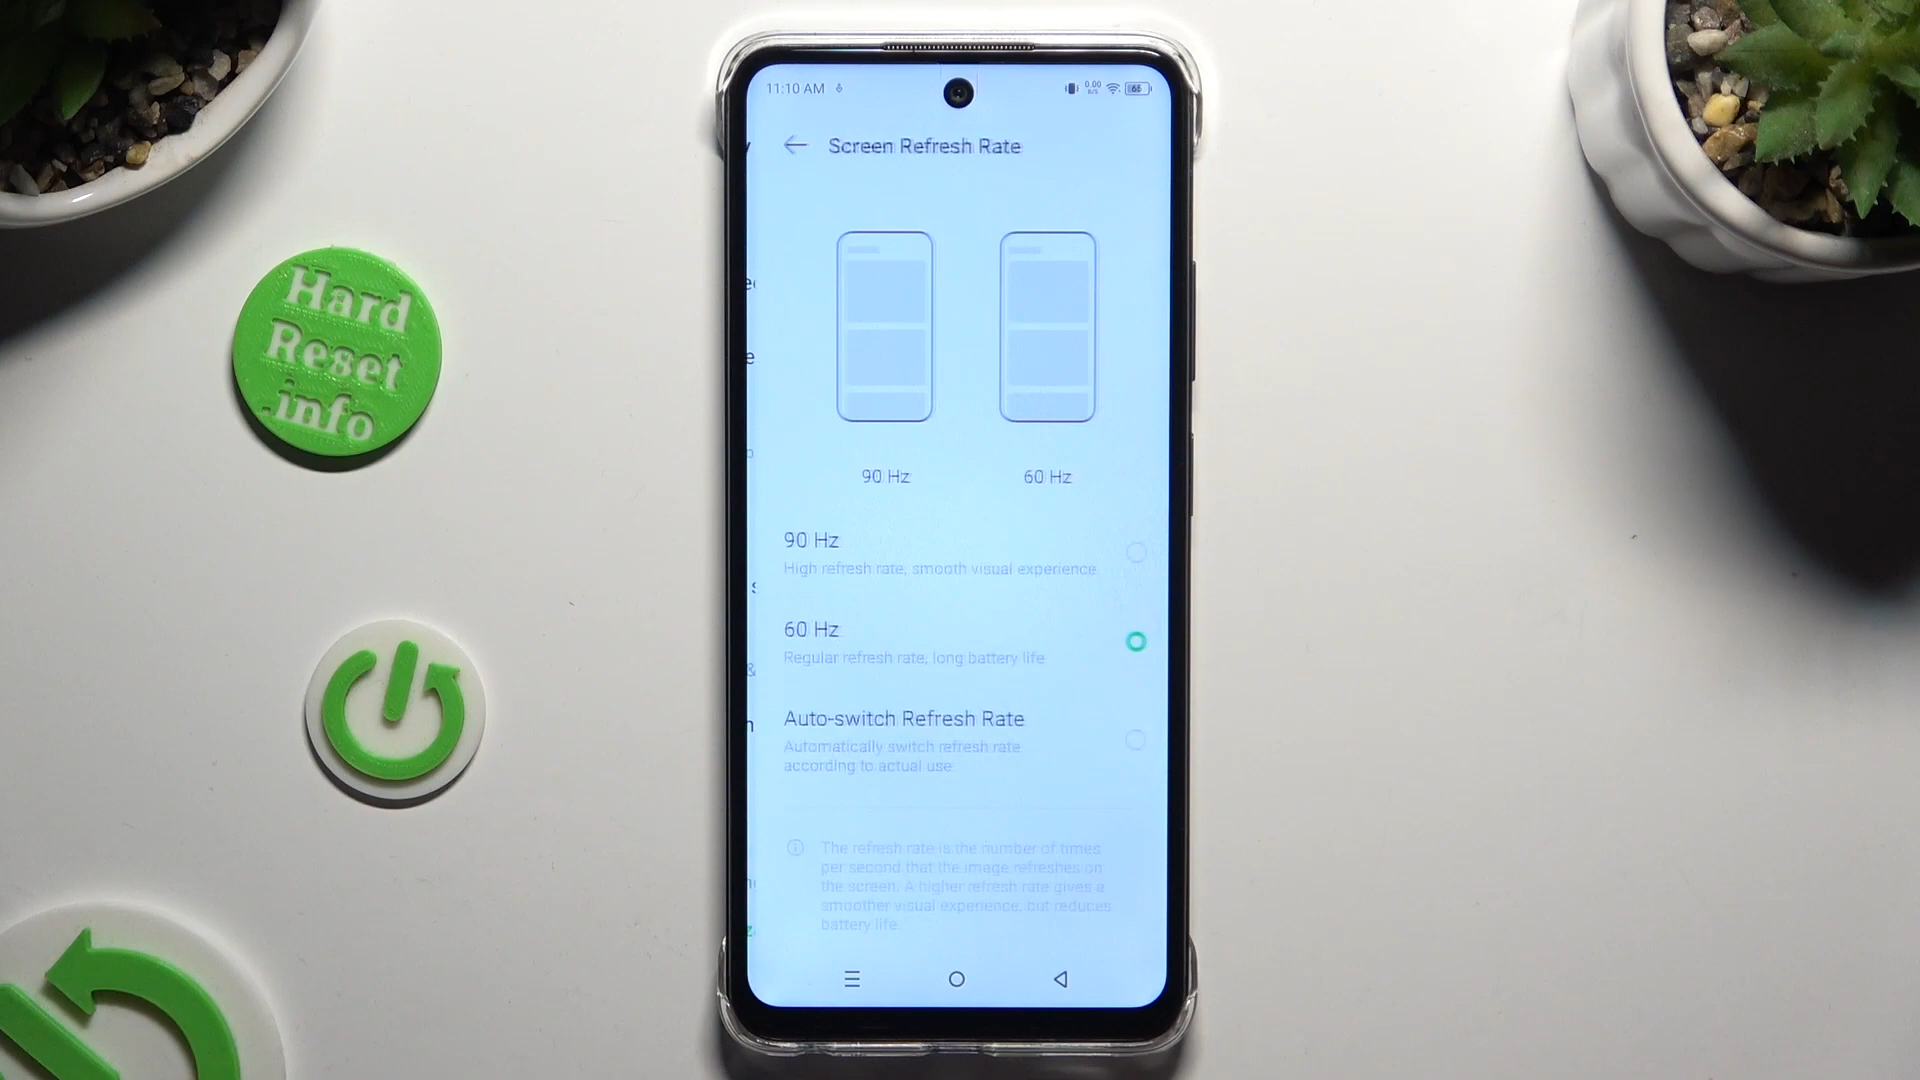 Hard
Reset
.info
11:10 AM
0.00
B/S
66
Screen Refresh Rate
90 Hz
60 Hz
90 Hz
High refresh rate, smooth visual experience
60 Hz
Regular refresh rate, long battery life
Auto-switch Refresh Rate
Automatically switch refresh rate
according to actual use
The refresh rate is the number of times
per second that the image refreshes on
the screen. A higher refresh rate gives a
smoother visual experience, but reduces
battery life.